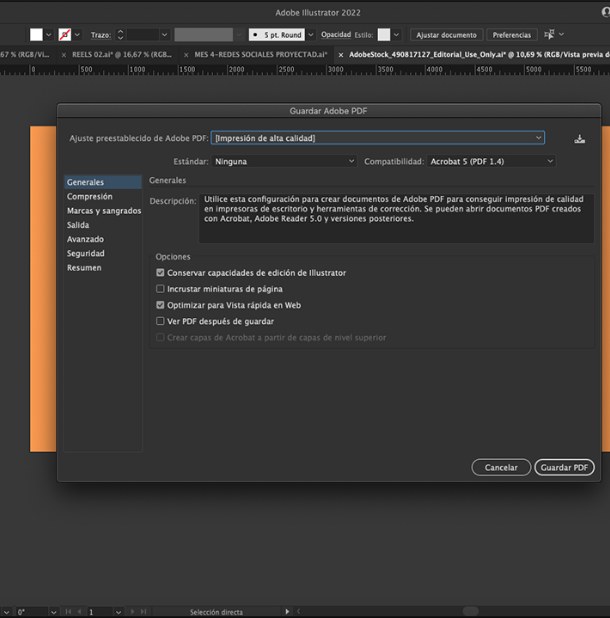 Adobe Illustrator 2022
Trazo:
5 pt. Round
Opacidad
Estilo:
Ajustar documento
Preferencias
67 % (RGB/Vi...
× REELS 02.ai* @ 16,67 % (RGB...
× MES 4-REDES SOCIALES PROYECTAD.ai*
× AdobeStock_490817127_Editorial_Use_Only.ai* @ 10,69 % (RGB/Vista previa d
0 500 1000 1500 2000 2500 3000 3500 4000 4500 5000 5500
Guardar Adobe PDF
Ajuste preestablecido de Adobe PDF: [Impresión de alta calidad]
Estándar: Ninguna
Compatibilidad: Acrobat 5 (PDF 1.4)
Generales
Compresión
Marcas y sangrados
Salida
Avanzado
Seguridad
Resumen
Generales
Descripción: Utilice esta configuración para crear documentos de Adobe PDF para conseguir impresión de calidad
en impresoras de escritorio y herramientas de corrección. Se pueden abrir documentos PDF creados
con Acrobat, Adobe Reader 5.0 y versiones posteriores.
Opciones
Conservar capacidades de edición de Illustrator
Incrustar miniaturas de página
Optimizar para Vista rápida en Web
Ver PDF después de guardar
Crear capas de Acrobat a partir de capas de nivel superior
Cancelar
Guardar PDF
0°
1
Selección directa